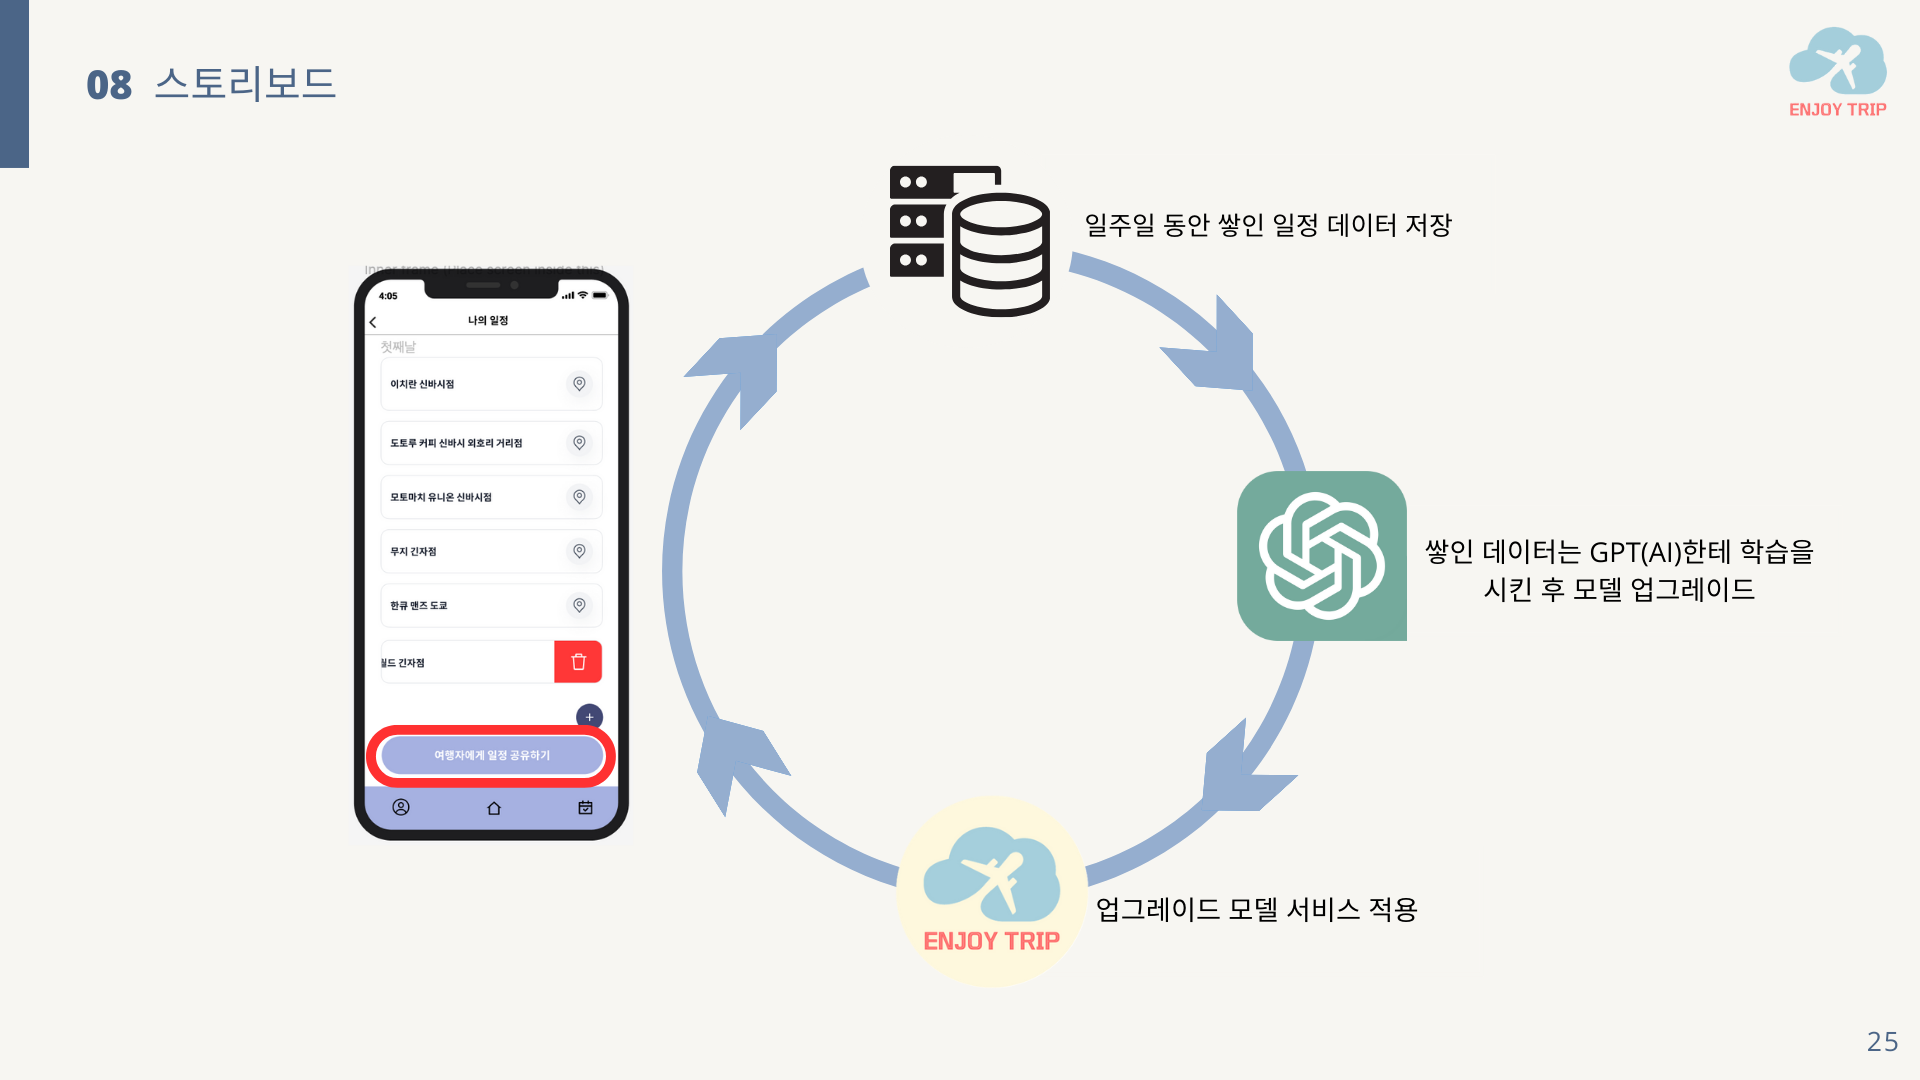 08 스토리보드
ENJOY TRIP
일주일 동안 쌓인 일정 데이터 저장
4:05
나의 일정
첫째날
이치란 신바시점
도토루 커피 신바시 외호리 거리점
모토마치 유니온 신바시점
무지 긴자점
한큐 맨즈 도쿄
긴자점
여행자에게 일정 공유하기
쌓인 데이터는 GPT(AI)한테 학습을
시킨 후 모델 업그레이드
ENJOY TRIP
업그레이드 모델 서비스 적용
25